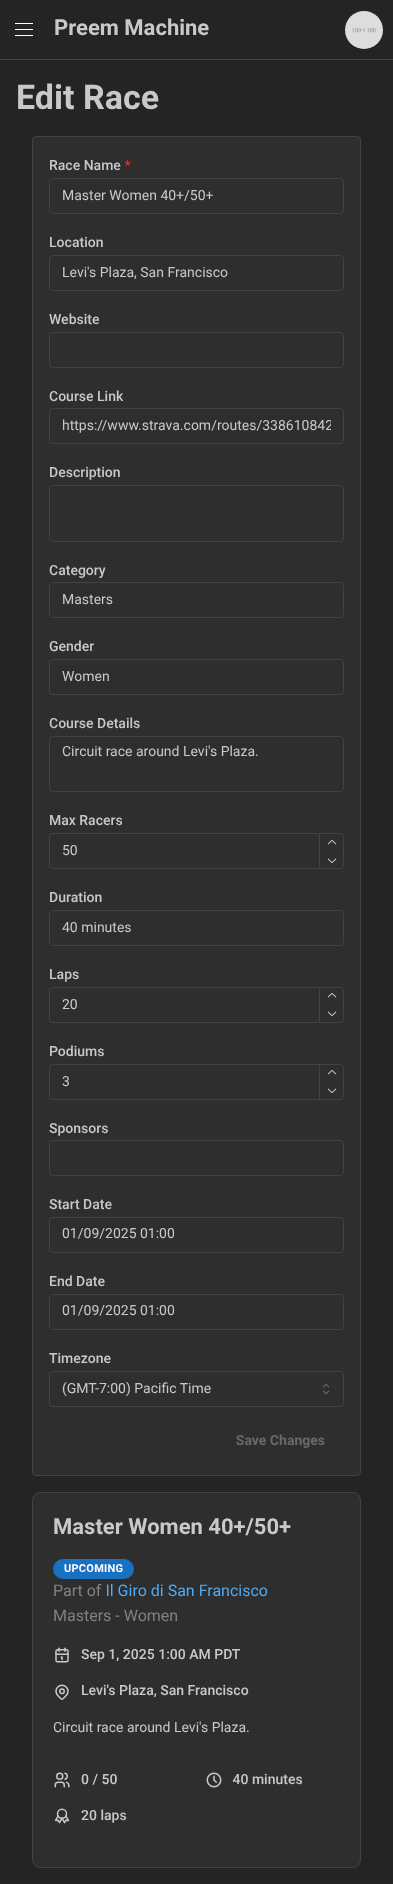 Preem Machine
100 × 100
Edit Race
Race Name *
Master Women 40+/50+
Location
Levi's Plaza, San Francisco
Website
Course Link
https://www.strava.com/routes/338610842
Description
Category
Masters
Gender
Women
Course Details
Circuit race around Levi's Plaza.
Max Racers
50
Duration
40 minutes
Laps
20
Podiums
3
Sponsors
Start Date
01/09/2025 01:00
End Date
01/09/2025 01:00
Timezone
(GMT-7:00) Pacific Time
Save Changes
Master Women 40+/50+
UPCOMING
Part of Il Giro di San Francisco
Masters - Women
Sep 1, 2025 1:00 AM PDT
Levi's Plaza, San Francisco
Circuit race around Levi's Plaza.
0 / 50
40 minutes
20 laps